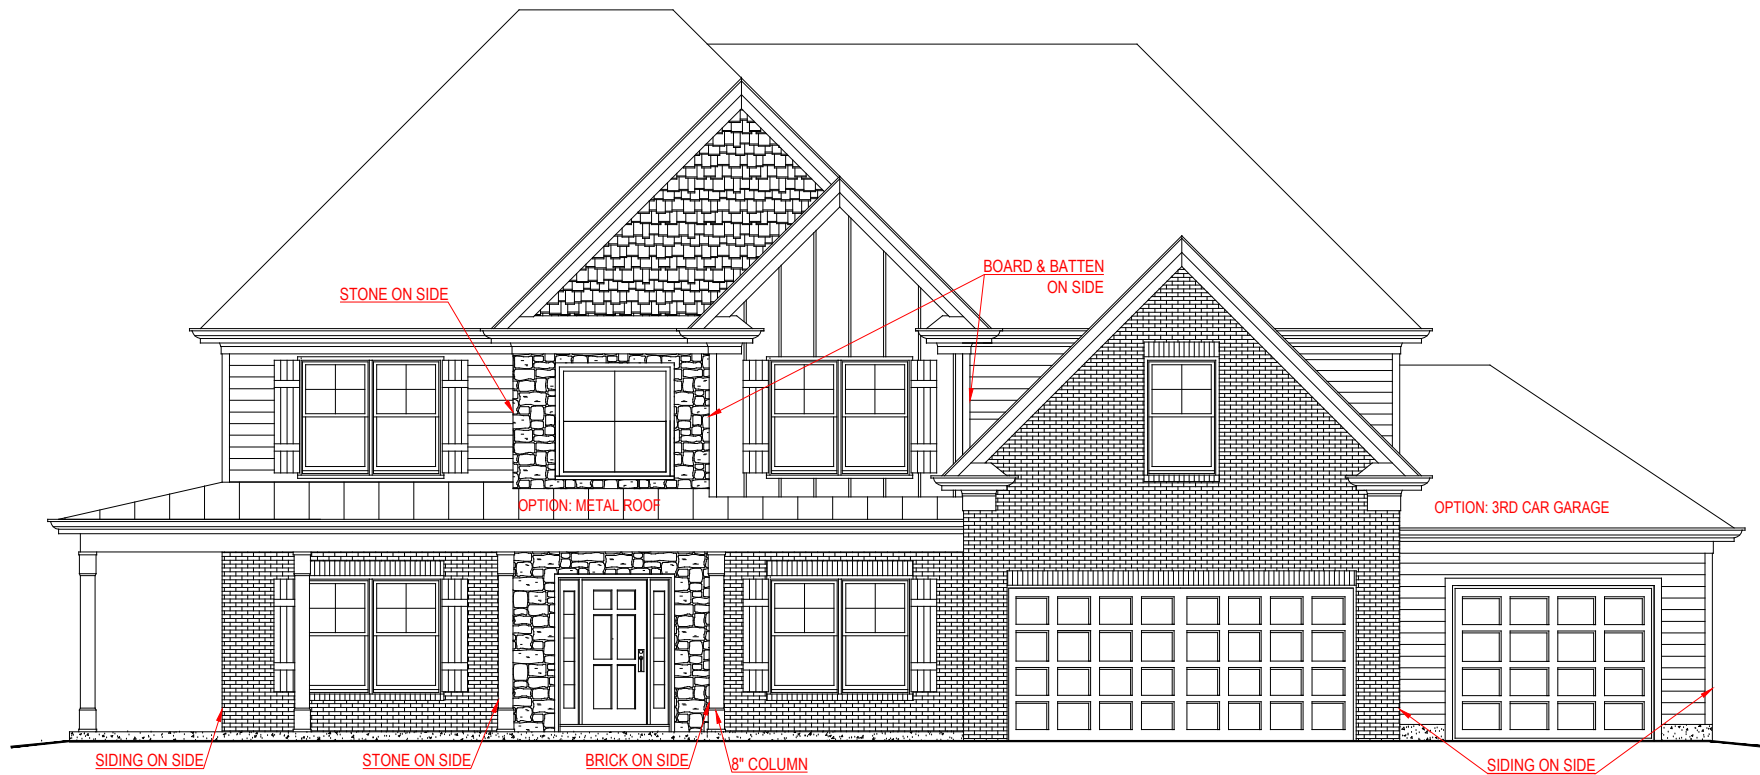 BOARD & BATTEN
ON SIDE
STONE ON SIDE
OPTION: METAL ROOF
OPTION: 3RD CAR GARAGE
SIDING ON SIDE
STONE ON SIDE
BRICK ON SIDE
8" COLUMN
SIDING ON SIDE